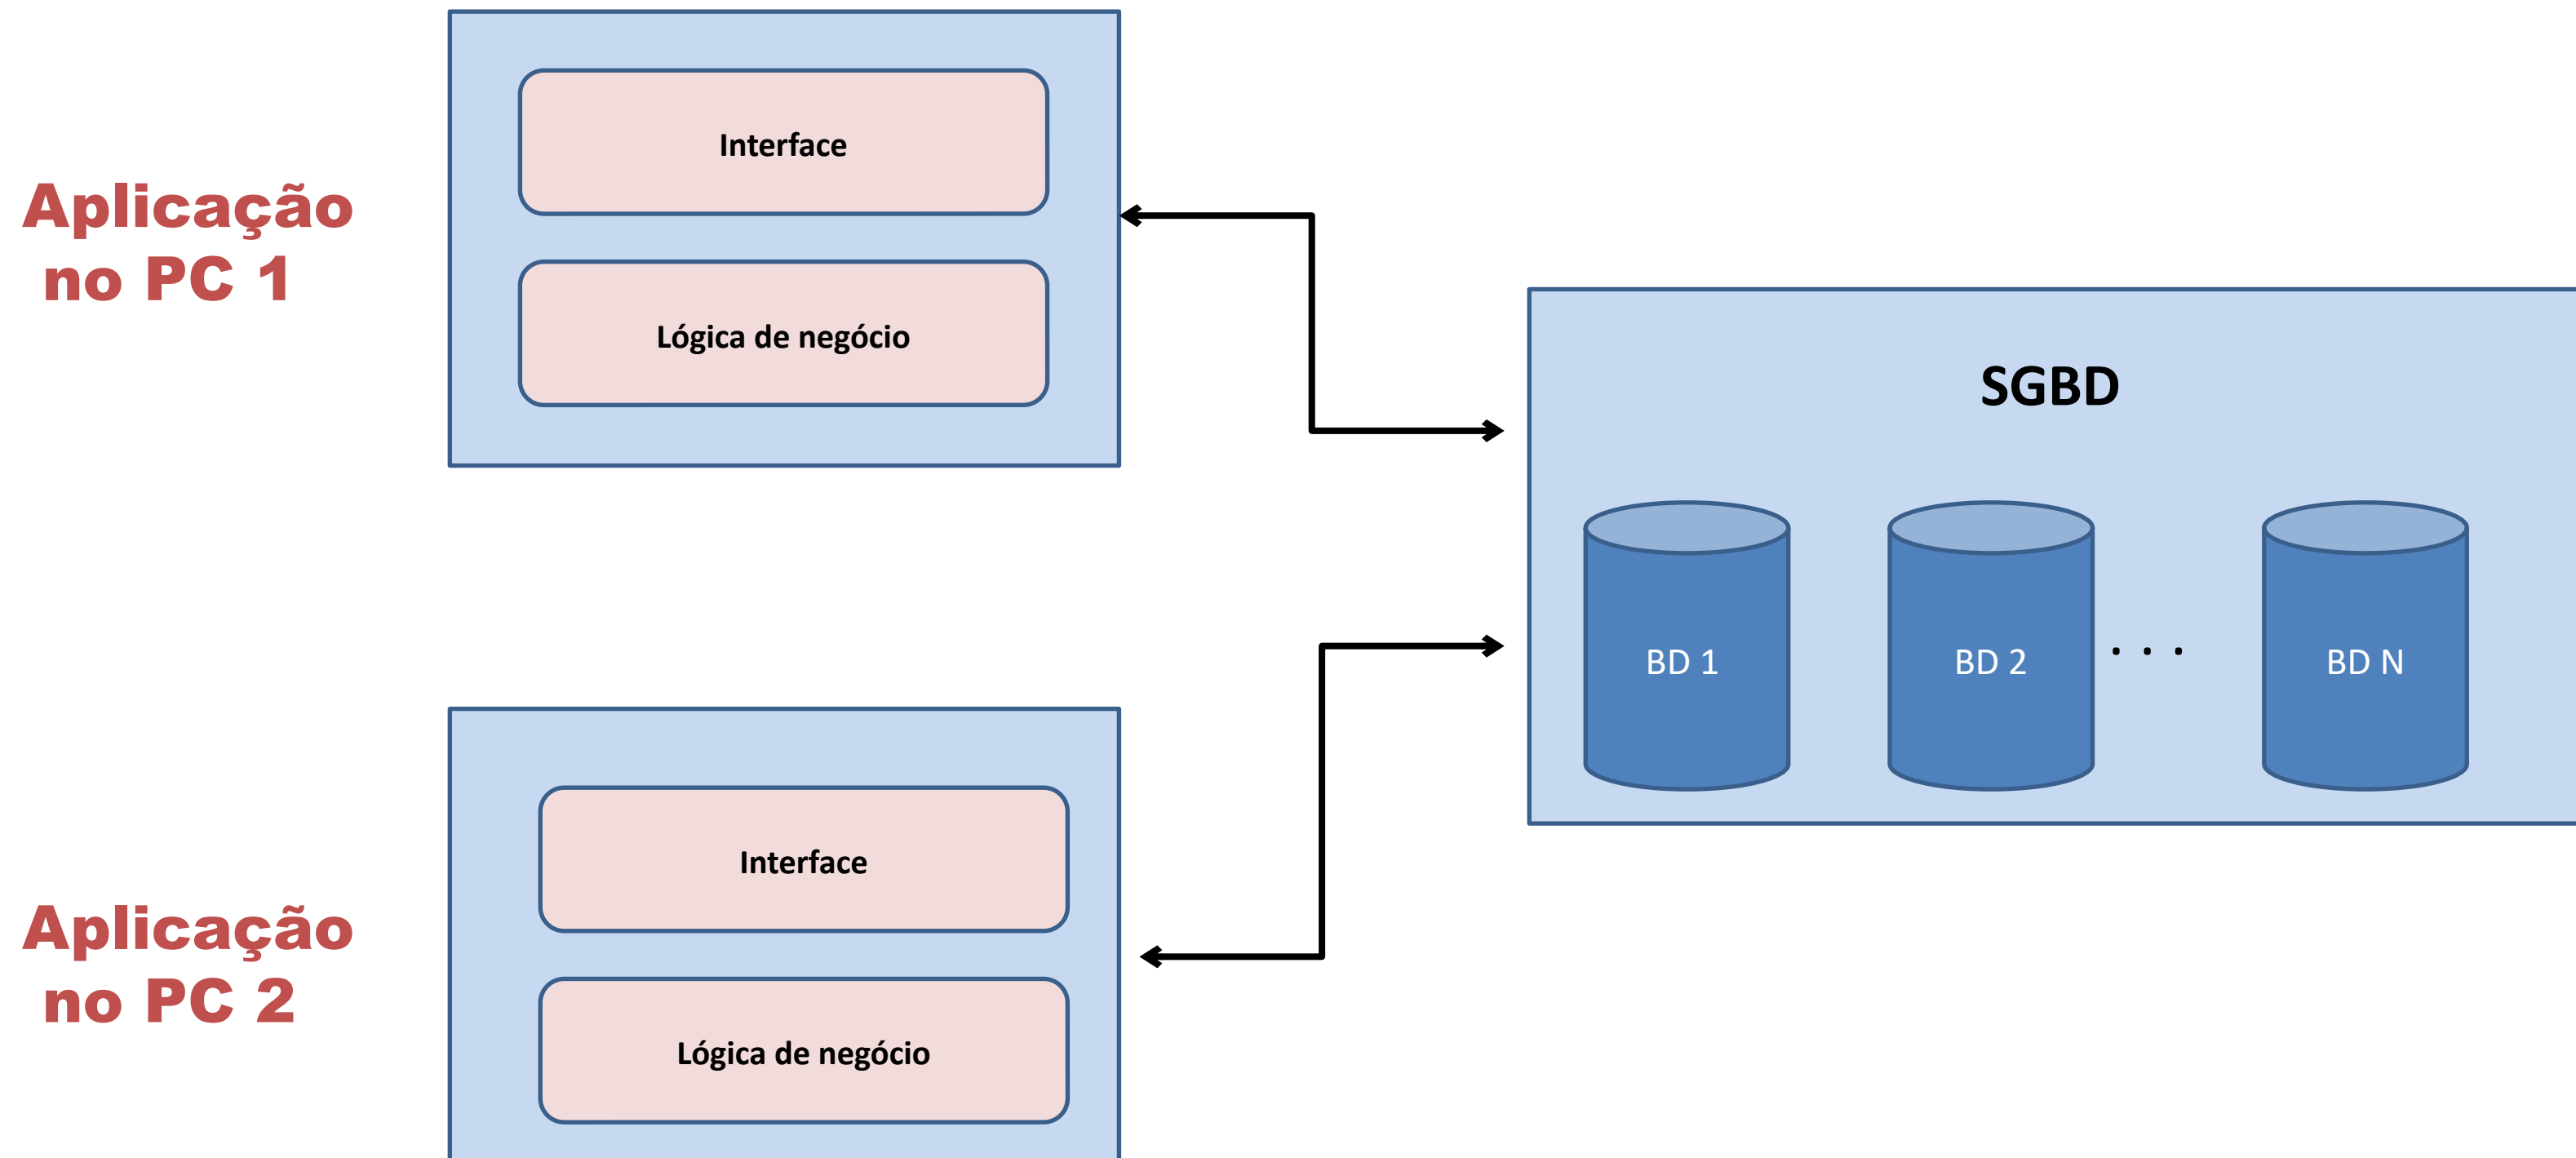 Aplicação
no PC 1
Interface
Lógica de negócio
SGBD
BD 1
BD 2
. . .
BD N
Aplicação
no PC 2
Interface
Lógica de negócio